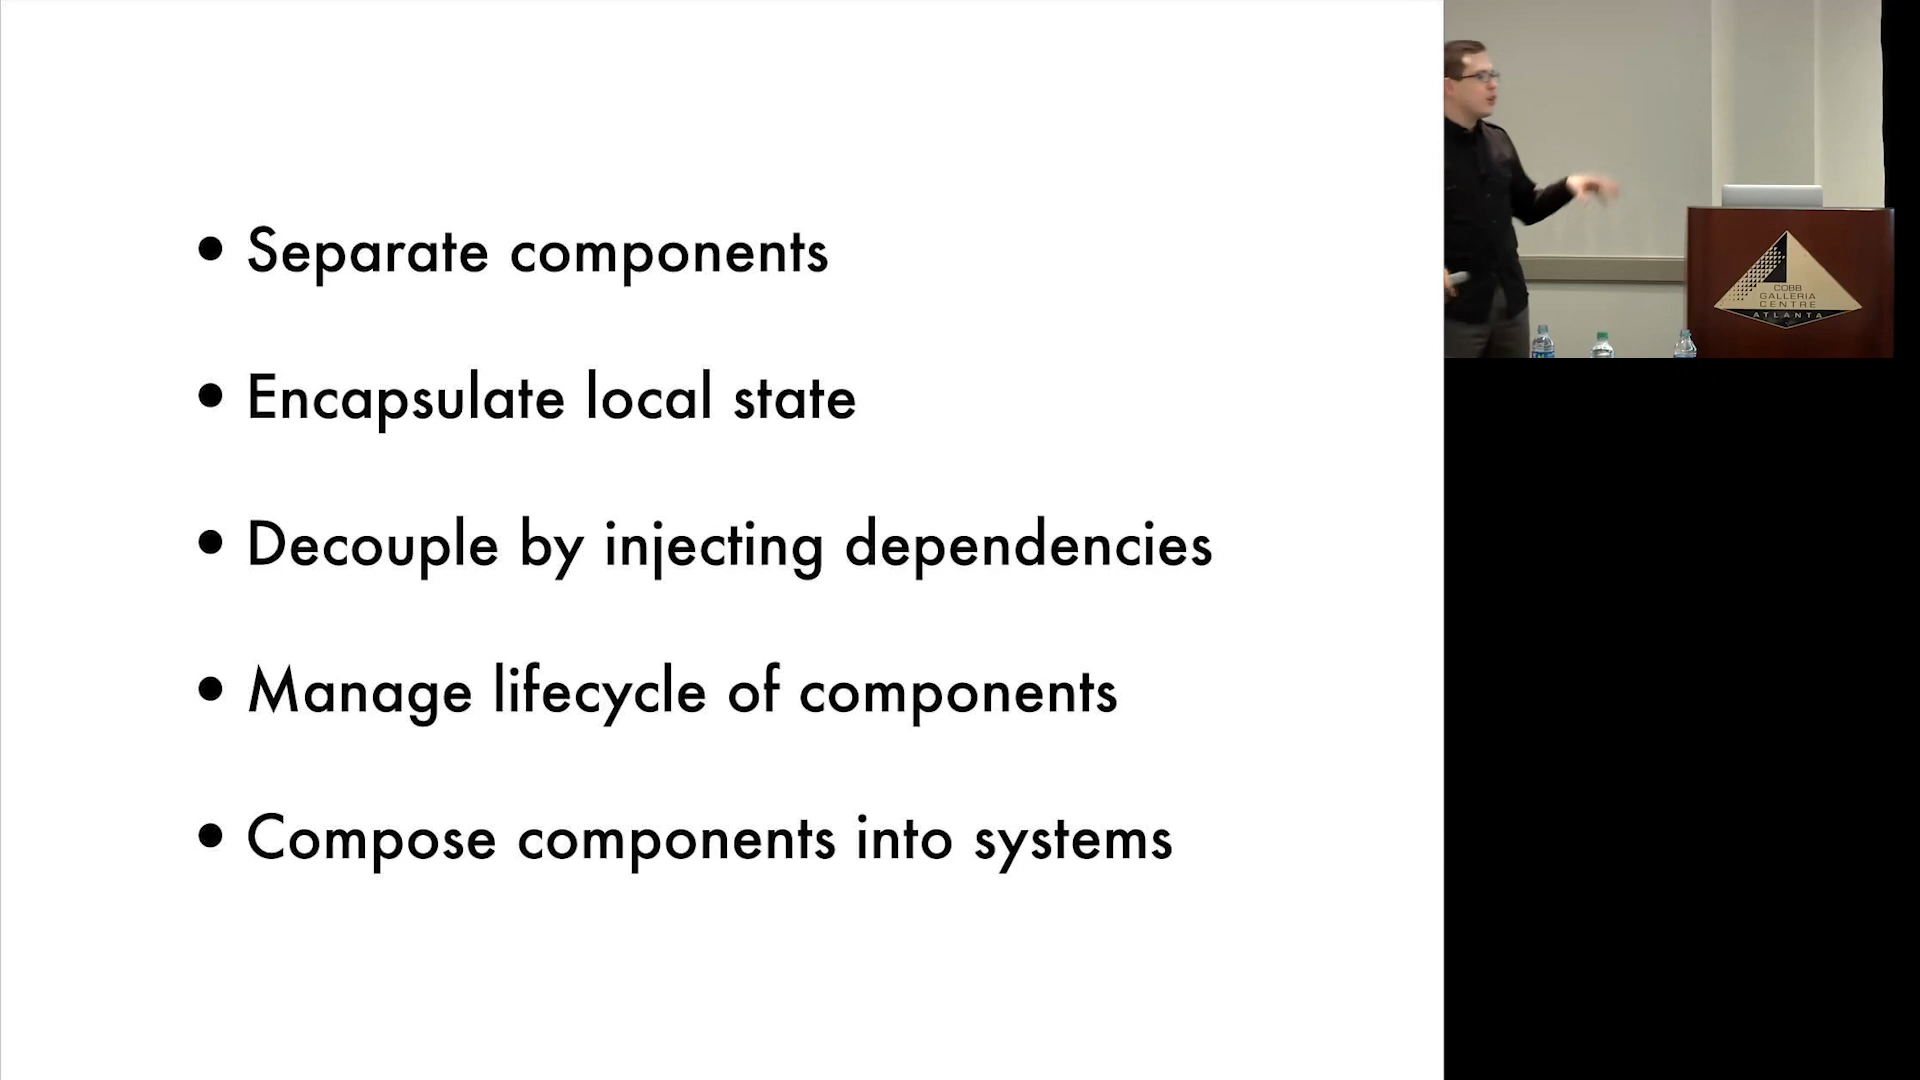 • Separate components
• Encapsulate local state
• Decouple by injecting dependencies
• Manage lifecycle of components
• Compose components into systems
COBB
GALLERIA
CENTRE
ATLANTA